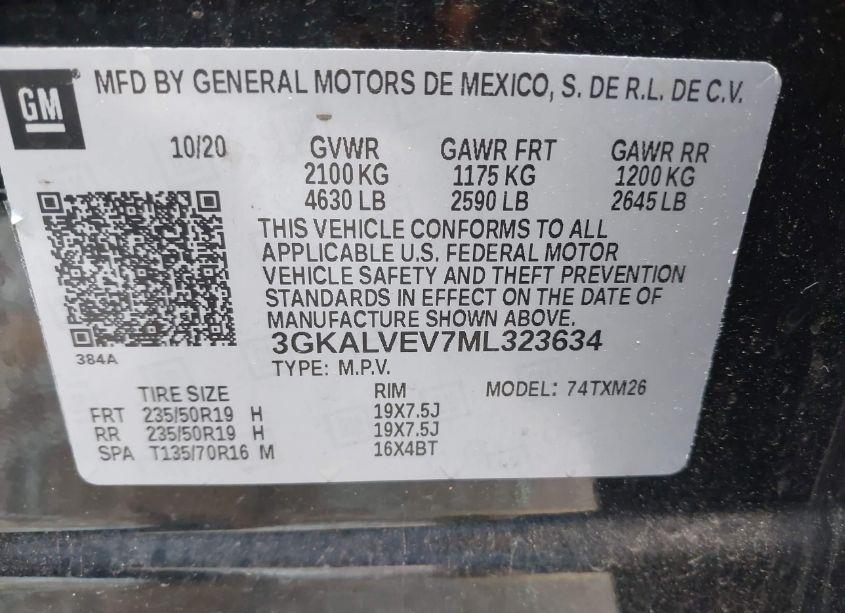 GM
MFD BY GENERAL MOTORS DE MEXICO, S. DE R.L. DE C.V.
10/20 GVWR GAWR FRT GAWR RR
2100 KG 1175 KG 1200 KG
4630 LB 2590 LB 2645 LB
THIS VEHICLE CONFORMS TO ALL
APPLICABLE U.S. FEDERAL MOTOR
VEHICLE SAFETY AND THEFT PREVENTION
STANDARDS IN EFFECT ON THE DATE OF
MANUFACTURE SHOWN ABOVE.
384A
3GKALVEV7ML323634
TYPE: M.P.V.
TIRE SIZE RIM MODEL: 74TXM26
FRT 235/50R19 H 19X7.5J
RR 235/50R19 H 19X7.5J
SPA T135/70R16 M 16X4BT